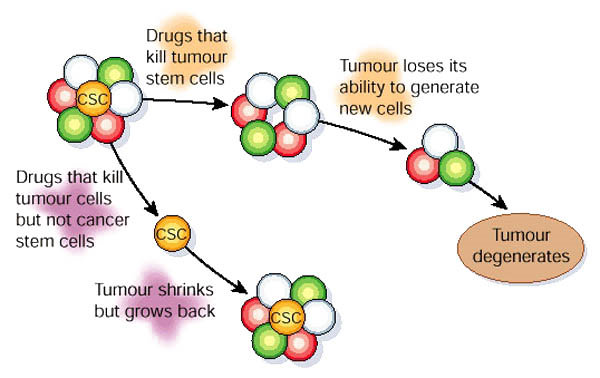 Drugs that
kill tumour
stem cells
Tumour loses its
ability to generate
new cells
CSC
Drugs that kill
tumour cells
but not cancer
stem cells
CSC
Tumour
degenerates
Tumour shrinks
but grows back
CSC